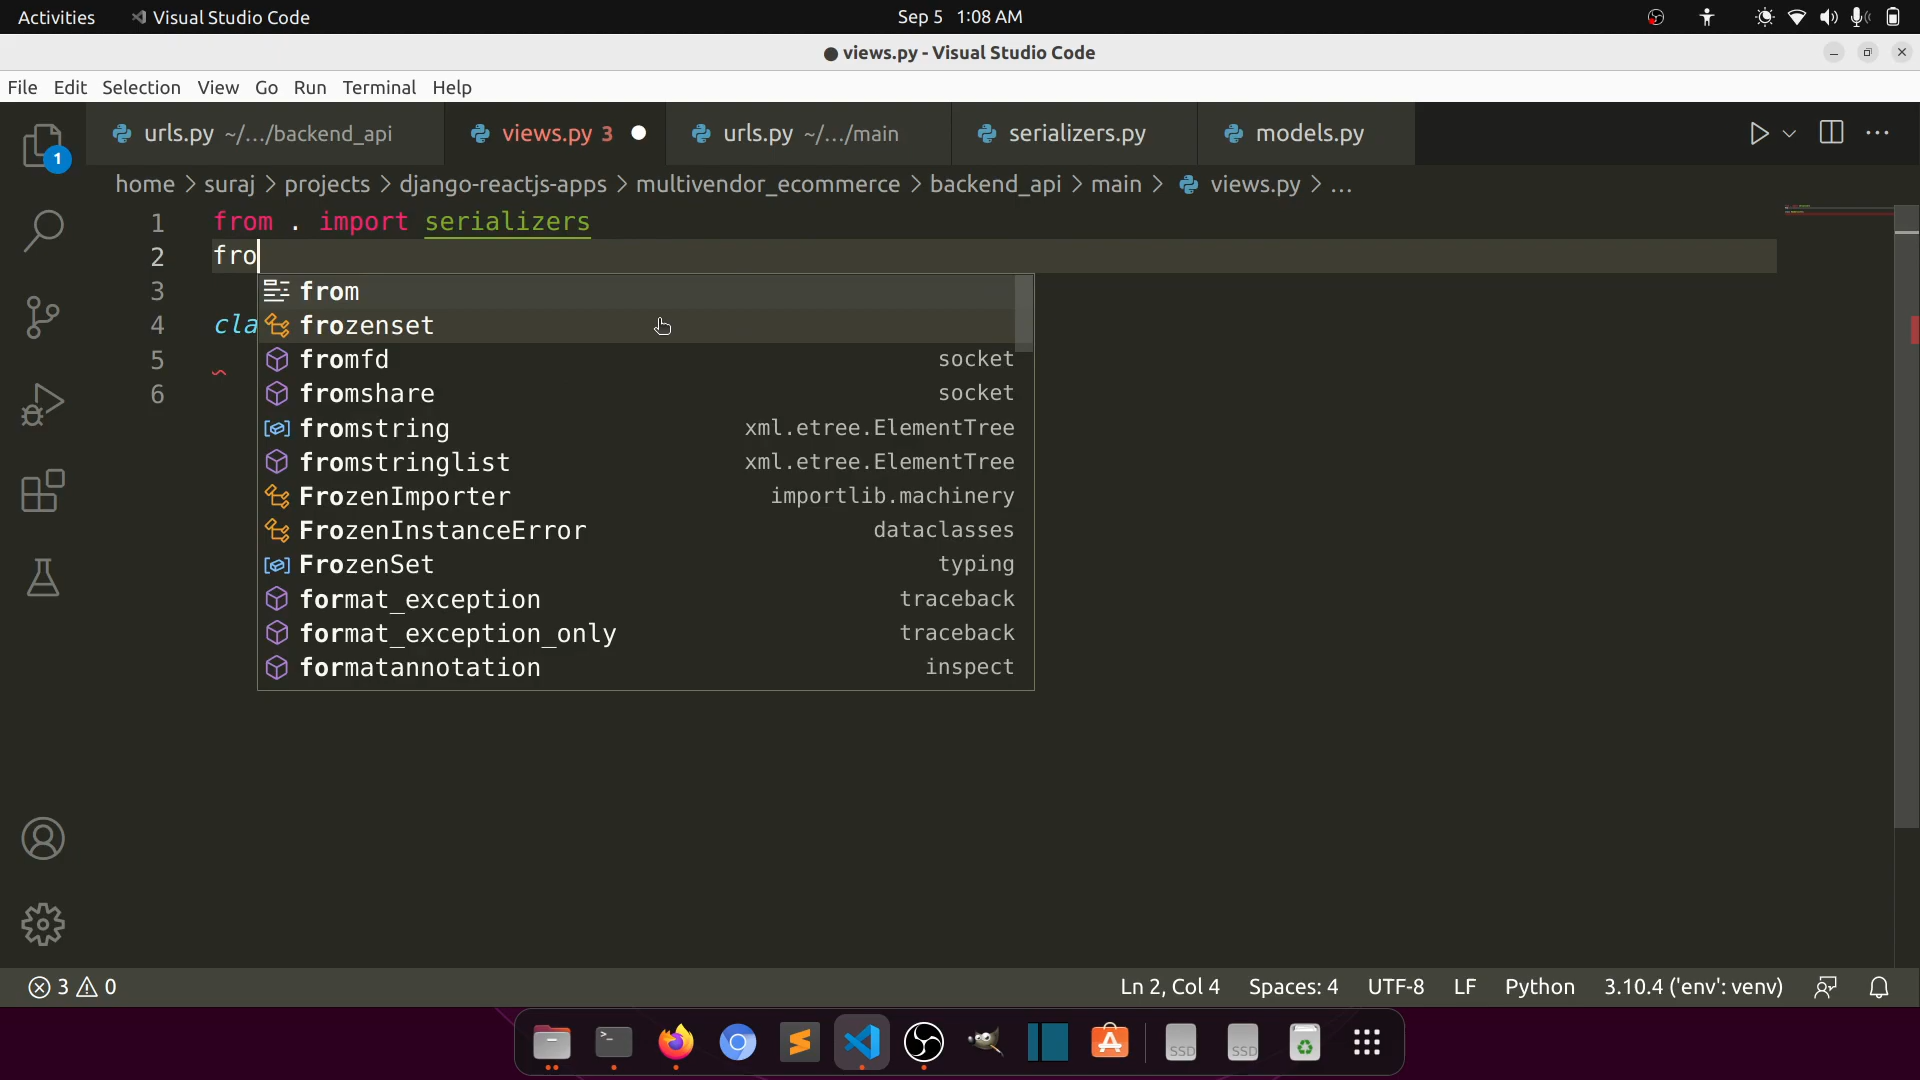 Activities Visual Studio Code Sep 5 1:08 AM
views.py - Visual Studio Code
File Edit Selection View Go Run Terminal Help
urls.py ~/.../backend_api views.py 3 urls.py ~/.../main serializers.py models.py
1
home > suraj > projects > django-reactjs-apps > multivendor_ecommerce > backend_api > main > views.py > ...
1 from . import serializers
2 fro
3 from
4 cla frozenset
5 fromfd socket
6 fromshare socket
fromstring xml.etree.ElementTree
fromstringlist xml.etree.ElementTree
FrozenImporter importlib.machinery
FrozenInstanceError dataclasses
FrozenSet typing
format_exception traceback
format_exception_only traceback
formatannotation inspect
3 0 Ln 2, Col 4 Spaces: 4 UTF-8 LF Python 3.10.4 ('env': venv)
SSD SSD